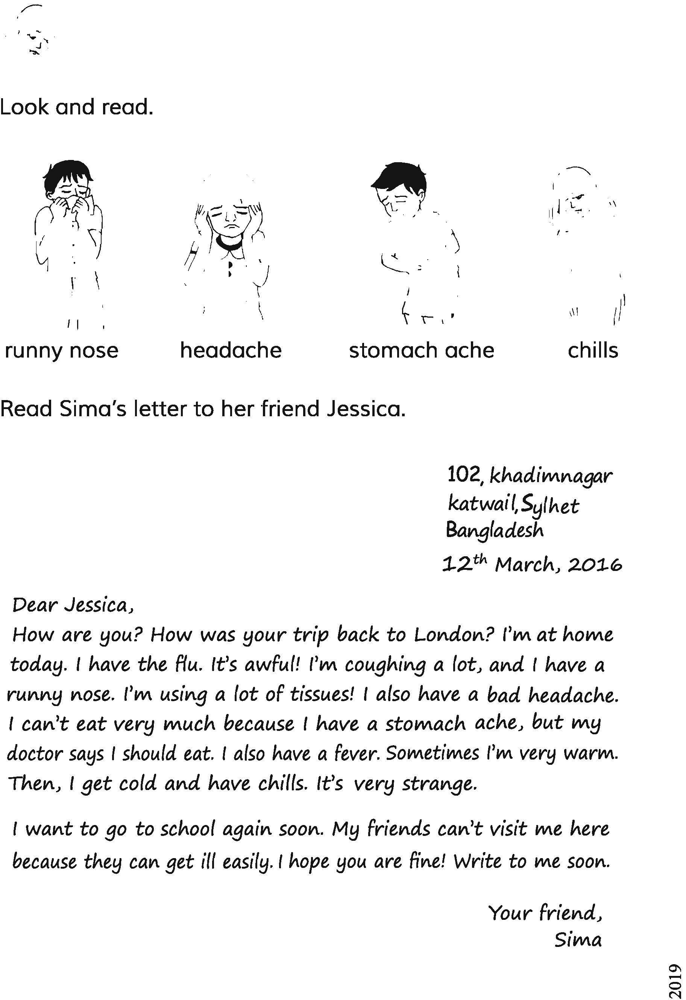 Look and read.
runny nose headache stomach ache chills
Read Sima's letter to her friend Jessica.
102, khadimnagar
katwail, Sylhet
Bangladesh
12th March, 2016
Dear Jessica,
How are you? How was your trip back to London? I'm at home
today. I have the flu. It's awful! I'm coughing a lot, and I have a
runny nose. I'm using a lot of tissues! I also have a bad headache.
I can't eat very much because I have a stomach ache, but my
doctor says I should eat. I also have a fever. Sometimes I'm very warm.
Then, I get cold and have chills. It's very strange.
I want to go to school again soon. My friends can't visit me here
because they can get ill easily. I hope you are fine! Write to me soon.
Your friend,
Sima
2019